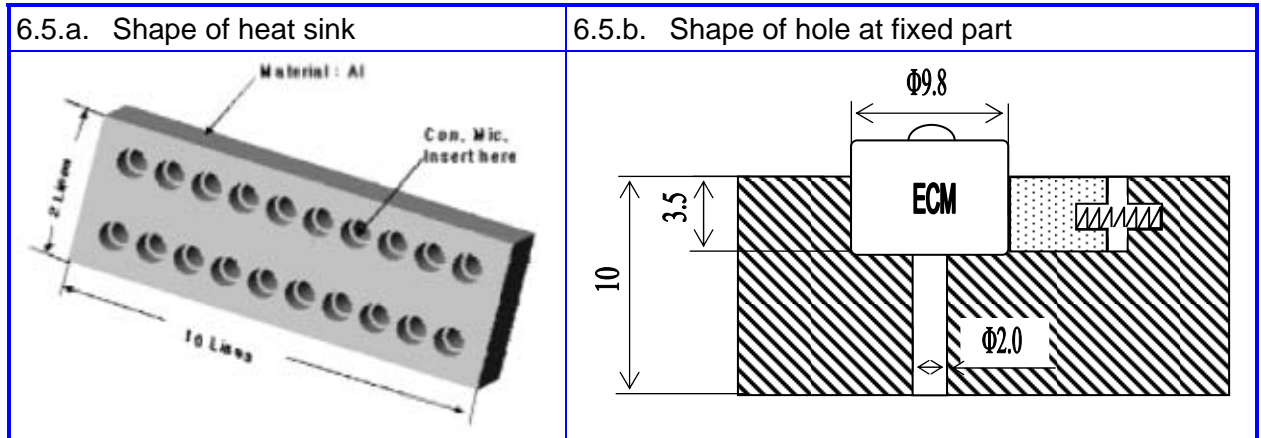 6.5.a. Shape of heat sink
6.5.b. Shape of hole at fixed part
Material : Al
Con, Mic,
Insert here
2 Lines
10 Lines
Φ9.8
ECM
3.5
10
Φ2.0